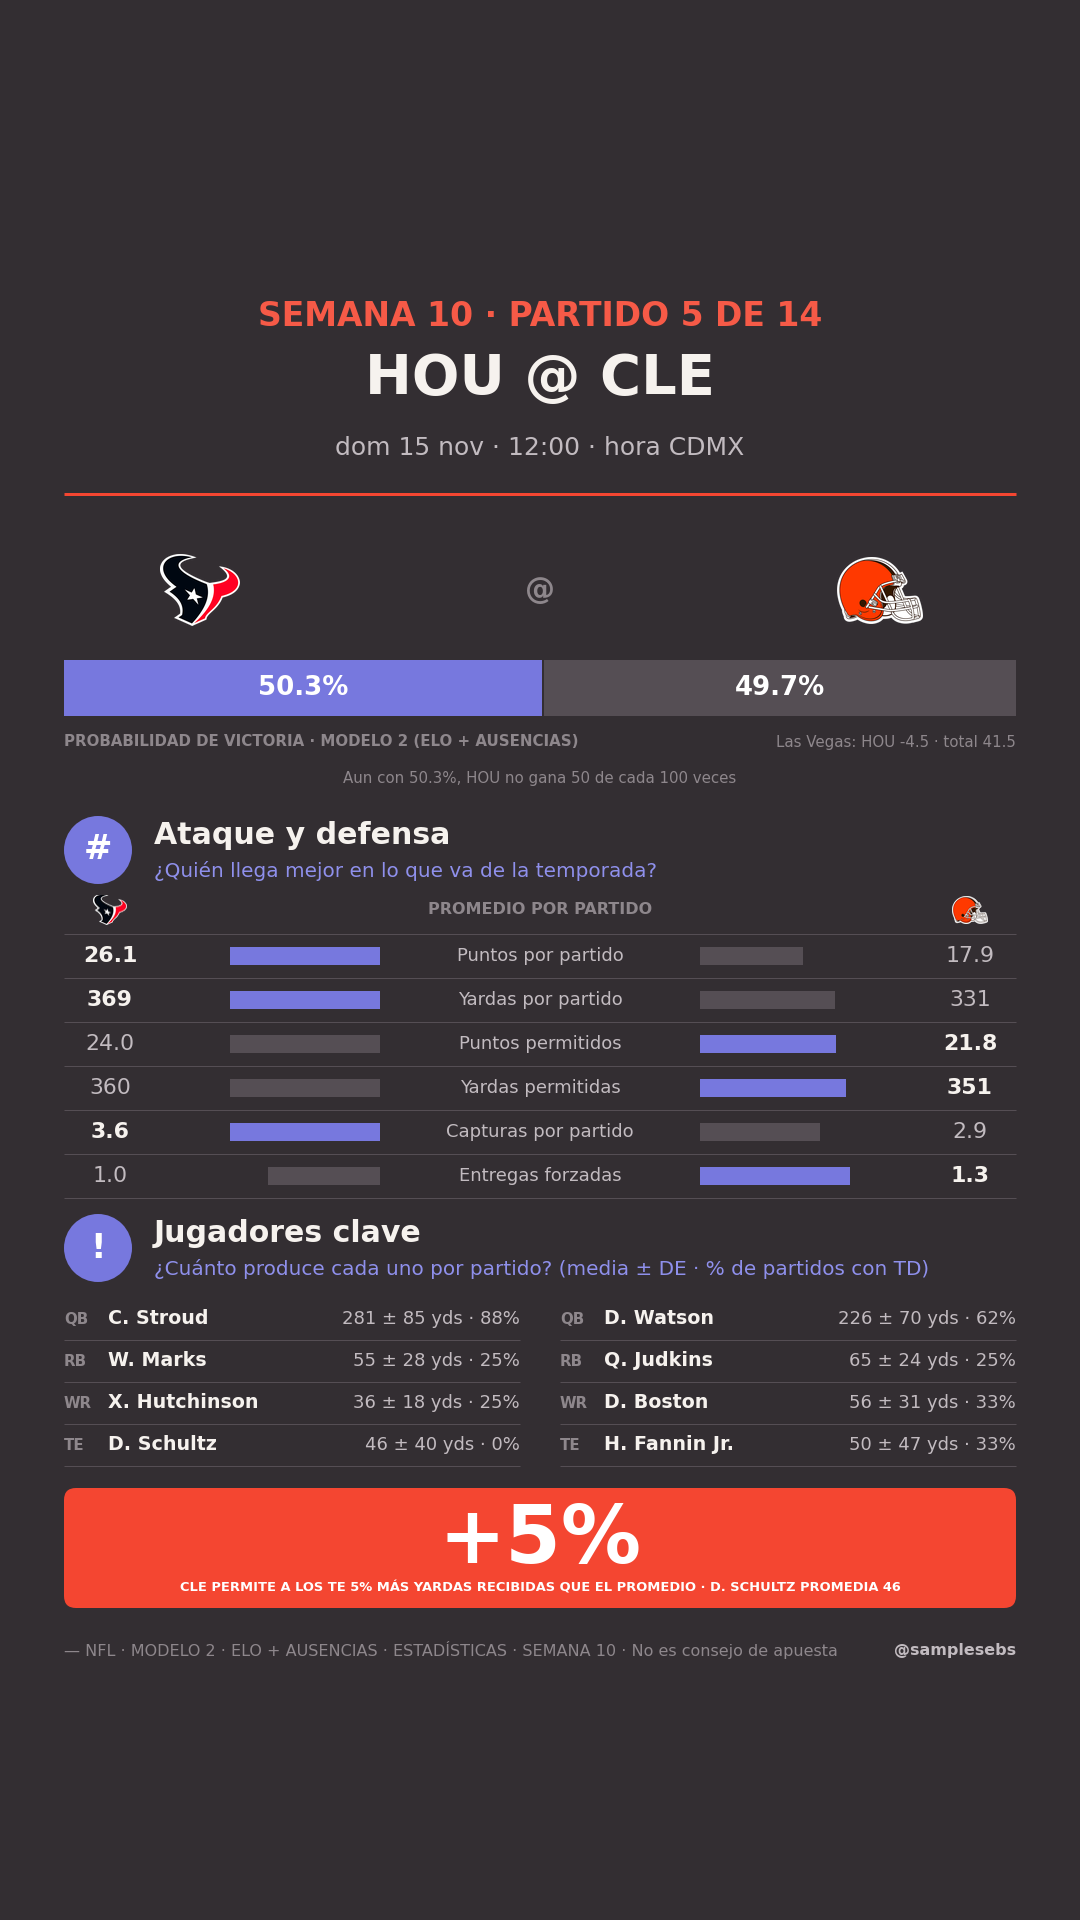 SEMANA 10 · PARTIDO 5 DE 14
HOU @ CLE
dom 15 nov · 12:00 · hora CDMX
@
50.3% 49.7%
PROBABILIDAD DE VICTORIA · MODELO 2 (ELO + AUSENCIAS) Las Vegas: HOU -4.5 · total 41.5
Aun con 50.3%, HOU no gana 50 de cada 100 veces
# Ataque y defensa
¿Quién llega mejor en lo que va de la temporada?
PROMEDIO POR PARTIDO
26.1 Puntos por partido 17.9
369 Yardas por partido 331
24.0 Puntos permitidos 21.8
360 Yardas permitidas 351
3.6 Capturas por partido 2.9
1.0 Entregas forzadas 1.3
! Jugadores clave
¿Cuánto produce cada uno por partido? (media ± DE · % de partidos con TD)
QB C. Stroud 281 ± 85 yds · 88% QB D. Watson 226 ± 70 yds · 62%
RB W. Marks 55 ± 28 yds · 25% RB Q. Judkins 65 ± 24 yds · 25%
WR X. Hutchinson 36 ± 18 yds · 25% WR D. Boston 56 ± 31 yds · 33%
TE D. Schultz 46 ± 40 yds · 0% TE H. Fannin Jr. 50 ± 47 yds · 33%
+5%
CLE PERMITE A LOS TE 5% MÁS YARDAS RECIBIDAS QUE EL PROMEDIO · D. SCHULTZ PROMEDIA 46
— NFL · MODELO 2 · ELO + AUSENCIAS · ESTADÍSTICAS · SEMANA 10 · No es consejo de apuesta @samplesebs